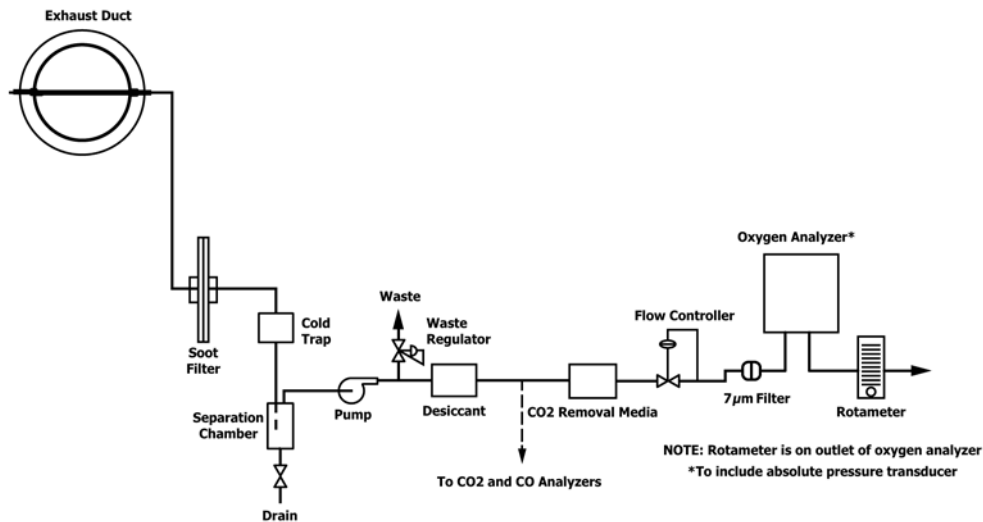 Exhaust Duct
Oxygen Analyzer*
Waste
Waste
Regulator
Flow Controller
Cold
Trap
Soot
Filter
Pump
Desiccant
CO2 Removal Media
7µm Filter
Rotameter
Separation
Chamber
NOTE: Rotameter is on outlet of oxygen analyzer
*To include absolute pressure transducer
To CO2 and CO Analyzers
Drain